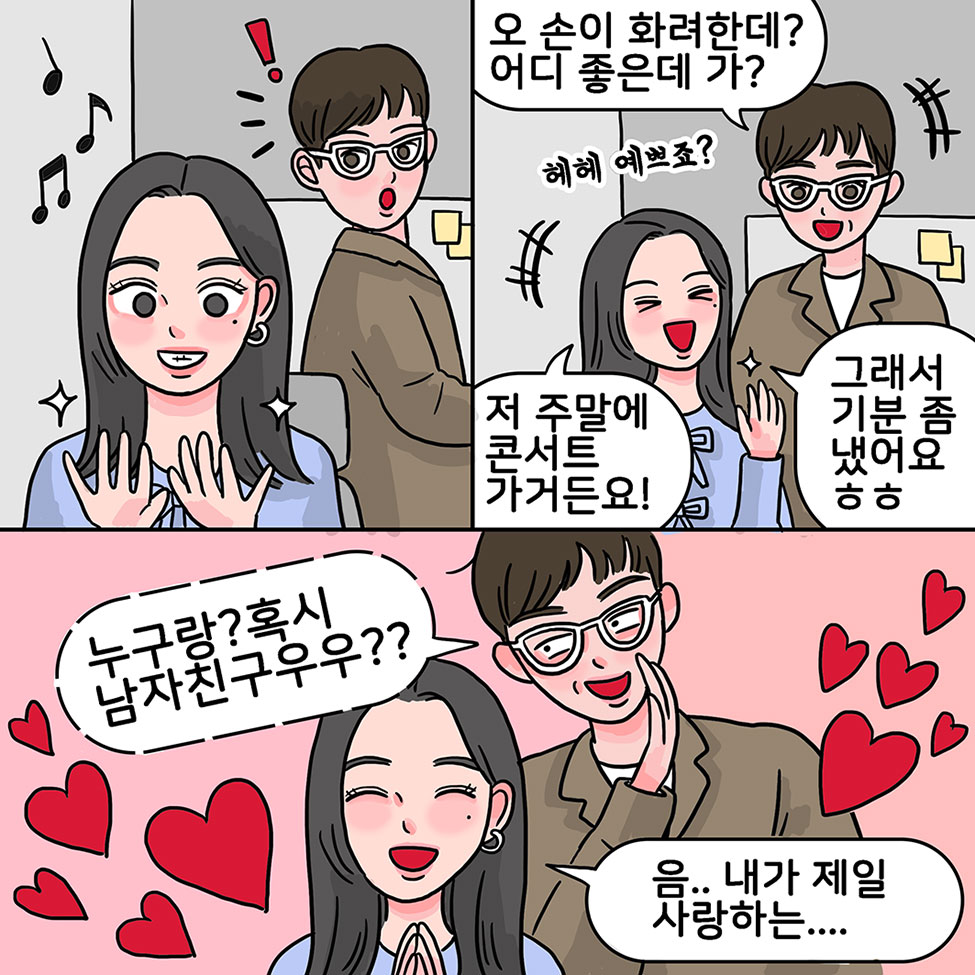 오 손이 화려한데?
어디 좋은데 가?
헤헤 예쁘죠?
저 주말에
콘서트
가거든요!
그래서
기분 좀
냈어요
ㅎㅎ
누구랑?혹시
남자친구우우??
음.. 내가 제일
사랑하는....